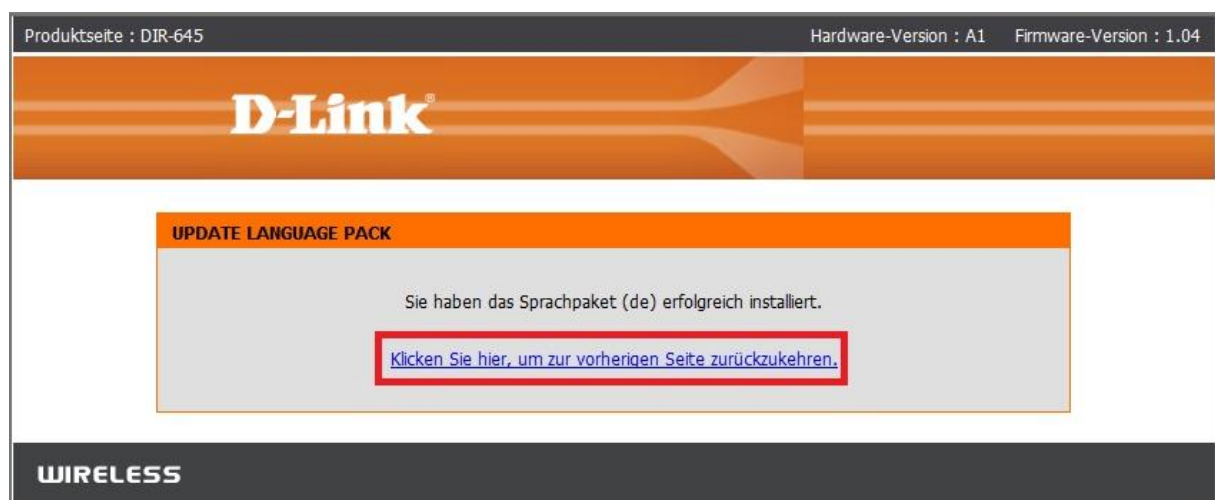 Produktseite : DIR-645 Hardware-Version : A1 Firmware-Version : 1.04
D-Link®
UPDATE LANGUAGE PACK
Sie haben das Sprachpaket (de) erfolgreich installiert.
Klicken Sie hier, um zur vorherigen Seite zurückzukehren.
WIRELESS